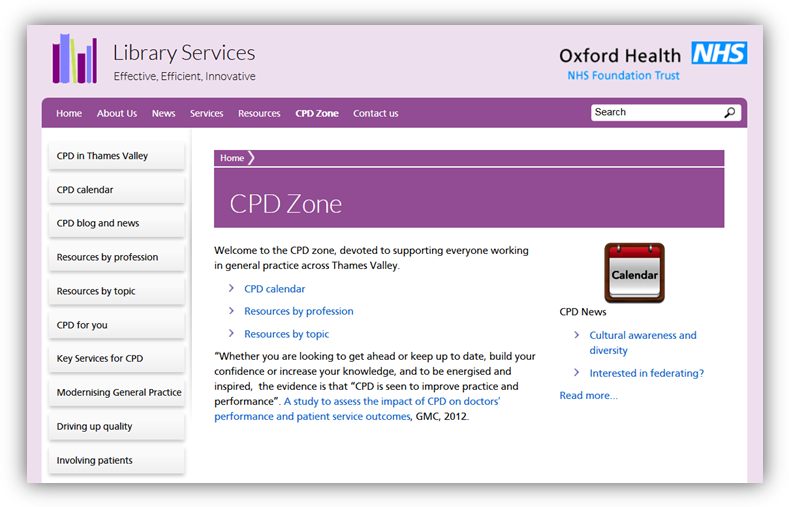 Library Services
Effective, Efficient, Innovative
Oxford Health NHS
NHS Foundation Trust
Home About Us News Services Resources CPD Zone Contact us Search
CPD in Thames Valley
CPD calendar
CPD blog and news
Resources by profession
Resources by topic
CPD for you
Key Services for CPD
Modernising General Practice
Driving up quality
Involving patients
Home
CPD Zone
Welcome to the CPD zone, devoted to supporting everyone working
in general practice across Thames Valley.
CPD calendar
Resources by profession
Resources by topic
“Whether you are looking to get ahead or keep up to date, build your
confidence or increase your knowledge, and to be energised and
inspired, the evidence is that “CPD is seen to improve practice and
performance”. A study to assess the impact of CPD on doctors’
performance and patient service outcomes, GMC, 2012.
Calendar
CPD News
Cultural awareness and
diversity
Interested in federating?
Read more...